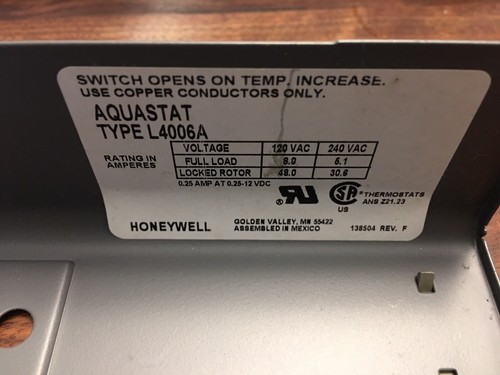 SWITCH OPENS ON TEMP. INCREASE.
USE COPPER CONDUCTORS ONLY.
AQUASTAT
TYPE L4006A
RATING IN AMPERES
VOLTAGE 120 VAC 240 VAC
FULL LOAD 8.0 5.1
LOCKED ROTOR 48.0 30.6
0.25 AMP AT 0.25-12 VDC
RU SA US
THERMOSTATS
ANS Z21.23
HONEYWELL
GOLDEN VALLEY, MN 55422
ASSEMBLED IN MEXICO
138504 REV. F